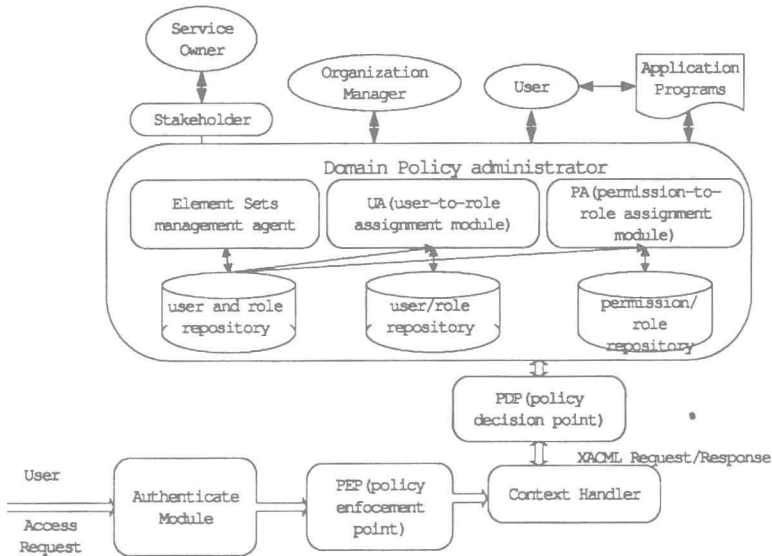 Service
Owner
Organization
Manager
User
Application
Programs
Stakeholder
Domain Policy administrator
Element Sets
management agent
UA(user-to-role
assignment module)
PA(permission-to-
role assignment
module)
user and role
repository
user/role
repository
permission/
role
repository
PDP(policy
decision point)
XACML Request/Response
User
Access
Request
Authenticate
Module
PEP(policy
enfocement
point)
Context Handler